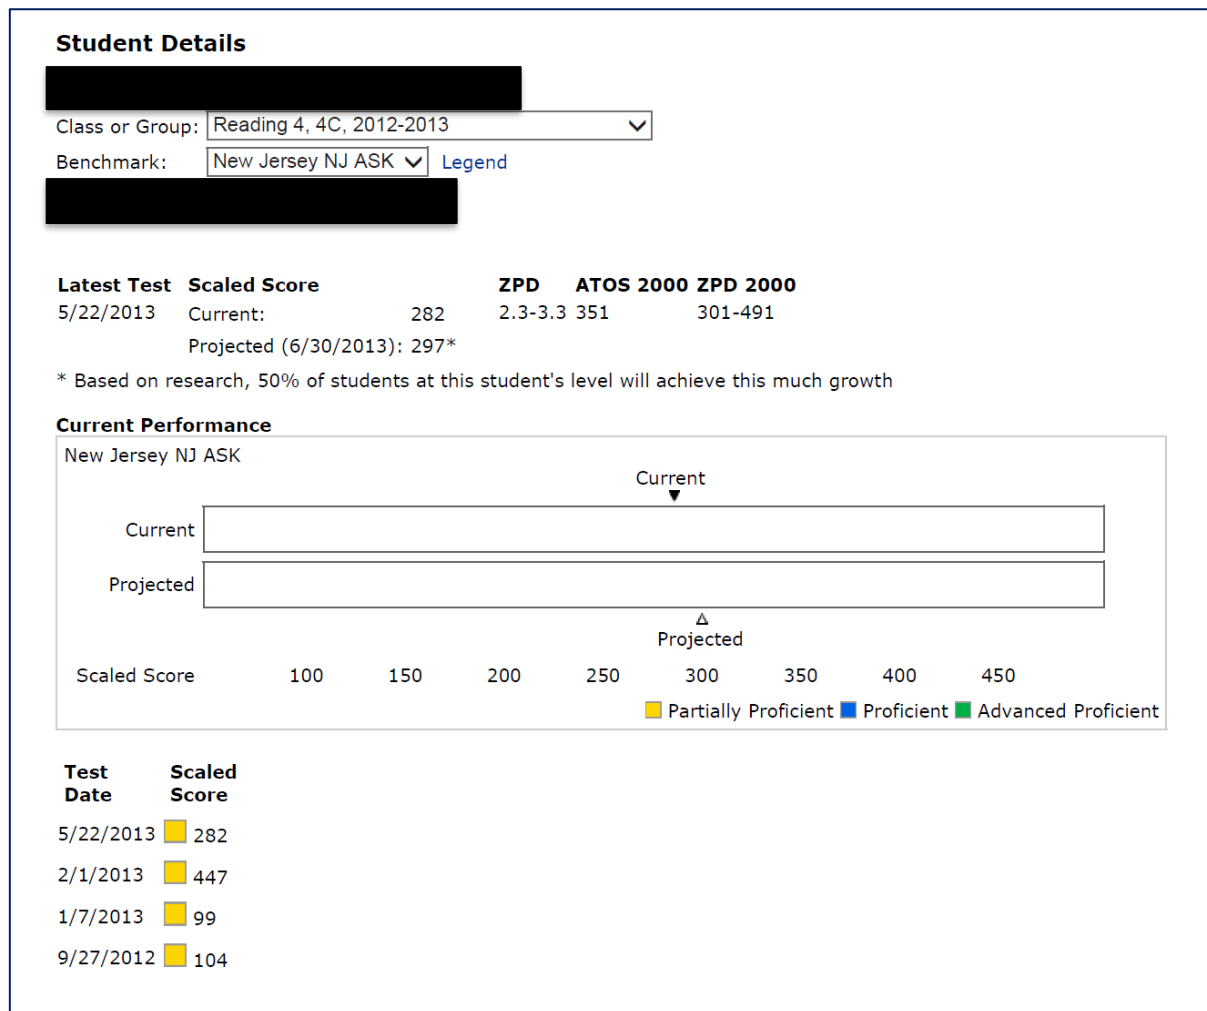 Student Details
Class or Group: Reading 4, 4C, 2012-2013
Benchmark: New Jersey NJ ASK Legend
Latest Test Scaled Score ZPD ATOS 2000 ZPD 2000
5/22/2013 Current: 282 2.3-3.3 351 301-491
Projected (6/30/2013): 297*
* Based on research, 50% of students at this student's level will achieve this much growth
Current Performance
New Jersey NJ ASK
Current
Current
Projected
Projected
Scaled Score 100 150 200 250 300 350 400 450
Partially Proficient Proficient Advanced Proficient
Test Scaled
Date Score
5/22/2013 282
2/1/2013 447
1/7/2013 99
9/27/2012 104